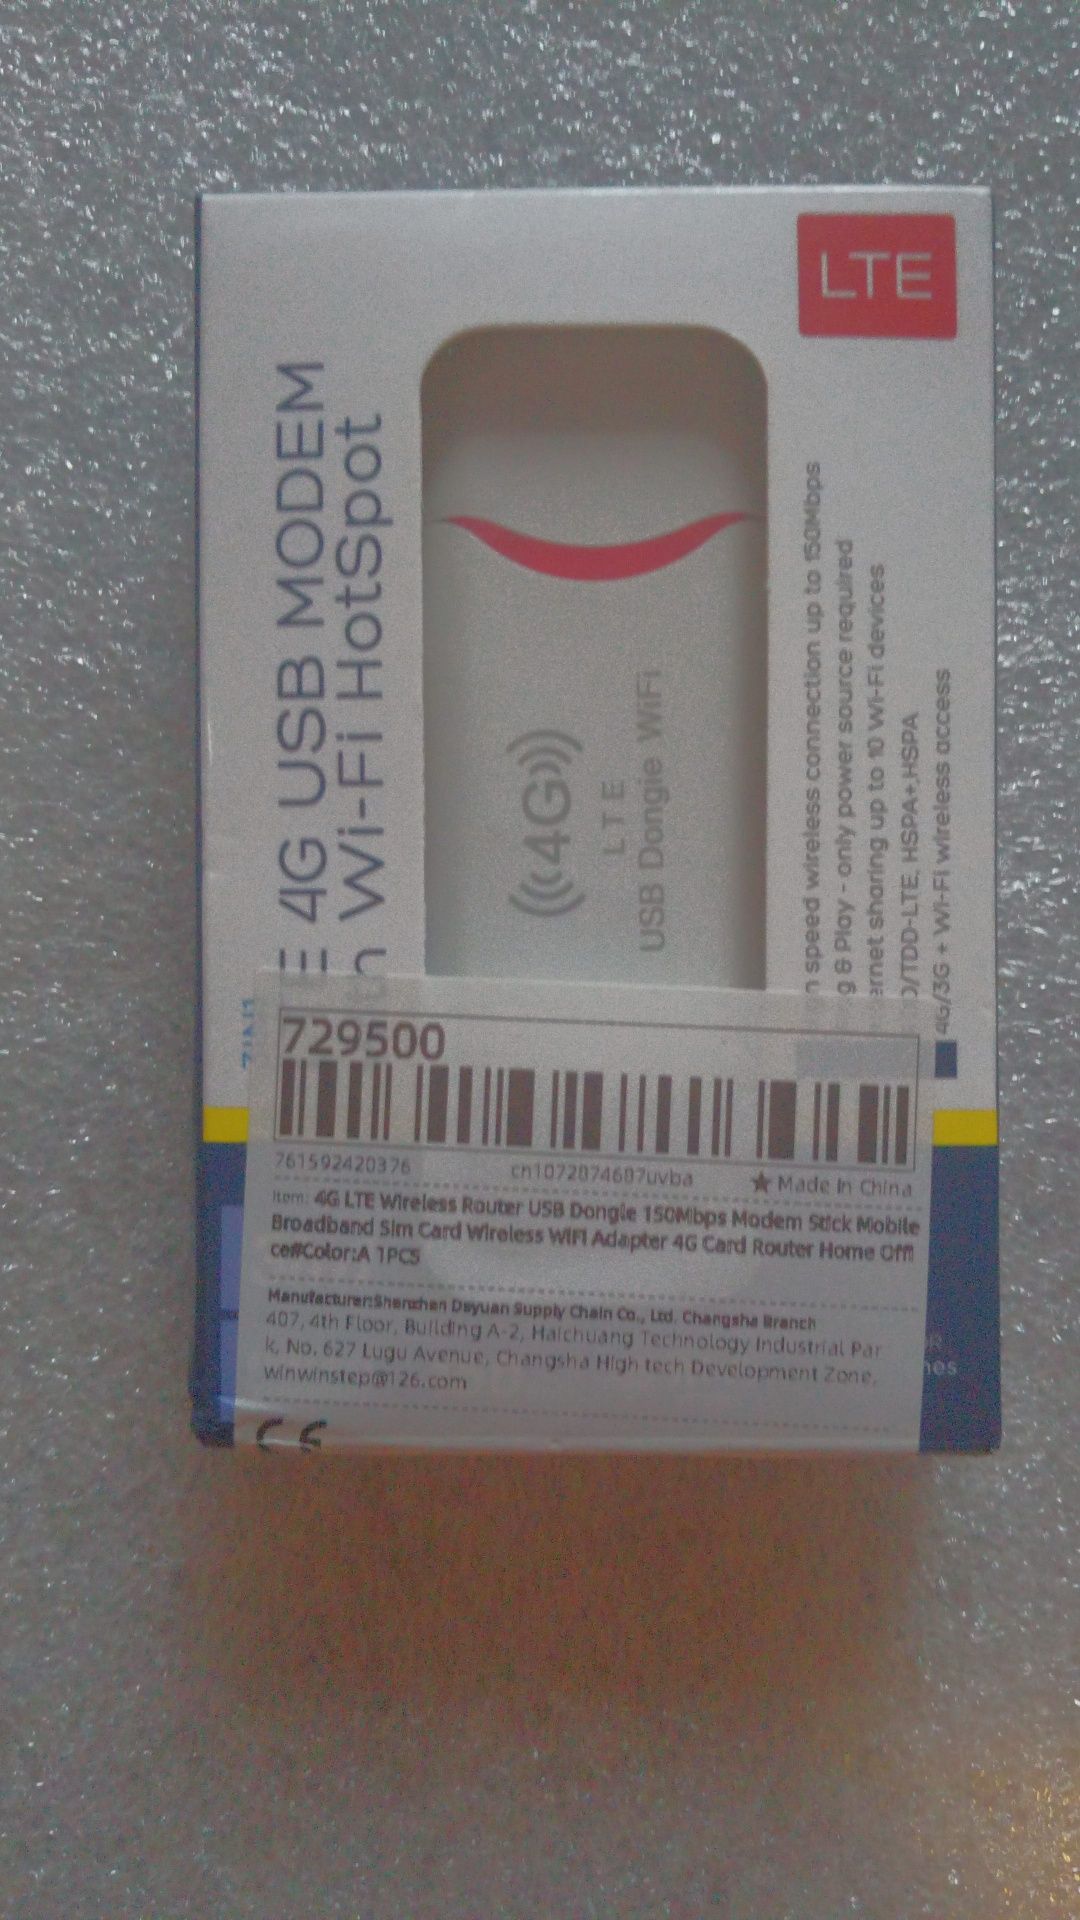 LTE
E 4G USB MODEM
th Wi-Fi HotSpot
4G
LTE
USB Dongie WiFi
n speed wireless connection up to 150Mbps
g & Play - only power source required
ernet sharing up to 10 Wi-Fi devices
D/TDD-LTE, HSPA+,HSPA
4G/3G + Wi-Fi wireless access
729500
761592420376 cn1072874687uvba ★ Made In China
Item: 4G LTE Wireless Router USB Dongle 150Mbps Modem Stick Mobile
Broadband Sim Card Wireless WIFI Adapter 4G Card Router Home Offi
ce#Color:A 1PCS
Manufacturer:Shenzhen Dayuan Supply Chain Co., Ltd. Changsha Branch
407, 4th Floor, Building A-2, Haichuang Technology Industrial Par
k, No. 627 Lugu Avenue, Changsha High tech Development Zone,
winwinstep@126.com
CE